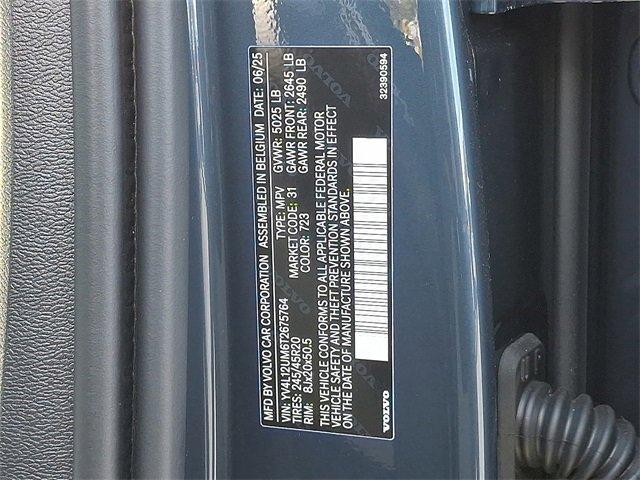 MFD BY VOLVO CAR CORPORATION ASSEMBLED IN BELGIUM DATE: 06/25
VIN: YV4L12UM6T2675764 TYPE: MPV GVWR: 5025 LB
TIRES: 245/45R20 MARKET CODE: 31 GAWR FRONT: 2645 LB
RIM: 8Jx20x50.5 COLOR: 723 GAWR REAR: 2490 LB
THIS VEHICLE CONFORMS TO ALL APPLICABLE FEDERAL MOTOR
VEHICLE SAFETY AND THEFT PREVENTION STANDARDS IN EFFECT
ON THE DATE OF MANUFACTURE SHOWN ABOVE.
VOLVO 32390594